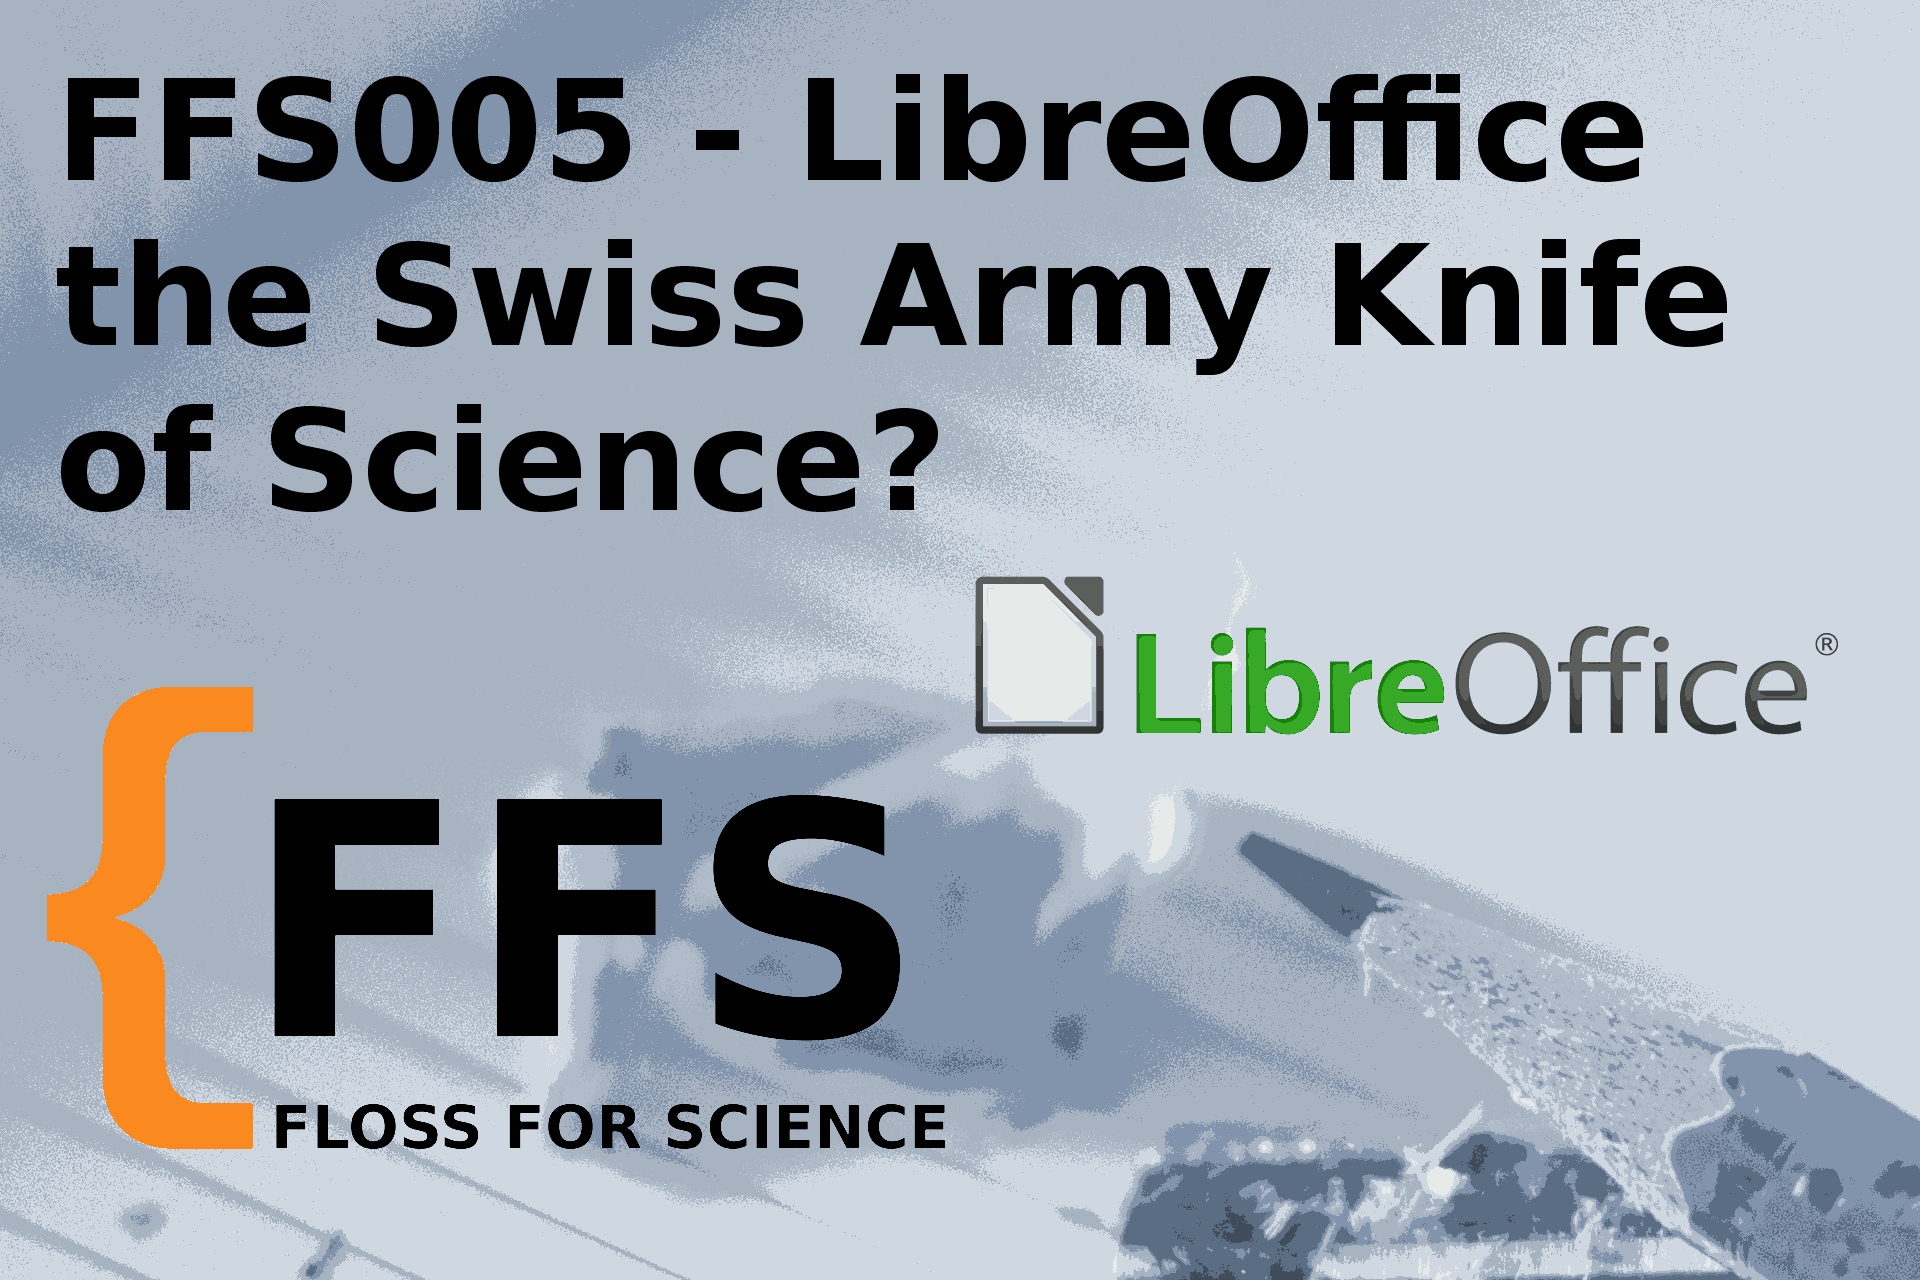 FFS005 - LibreOffice
the Swiss Army Knife
of Science?
LibreOffice®
{FFS
FLOSS FOR SCIENCE